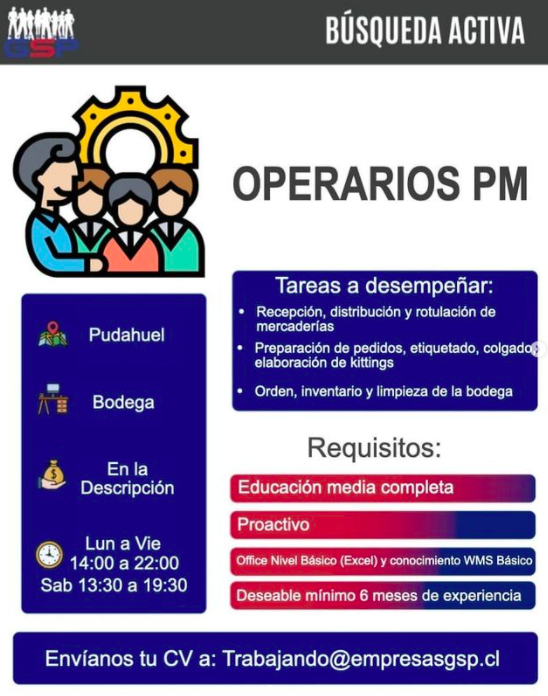 GSP
BÚSQUEDA ACTIVA
OPERARIOS PM
Pudahuel
Bodega
En la
Descripción
Lun a Vie
14:00 a 22:00
Sab 13:30 a 19:30
Tareas a desempeñar:
• Recepción, distribución y rotulación de
mercaderías
• Preparación de pedidos, etiquetado, colgado
elaboración de kittings
• Orden, inventario y limpieza de la bodega
Requisitos:
Educación media completa
Proactivo
Office Nivel Básico (Excel) y conocimiento WMS Básico
Deseable mínimo 6 meses de experiencia
Envíanos tu CV a: Trabajando@empresasgsp.cl